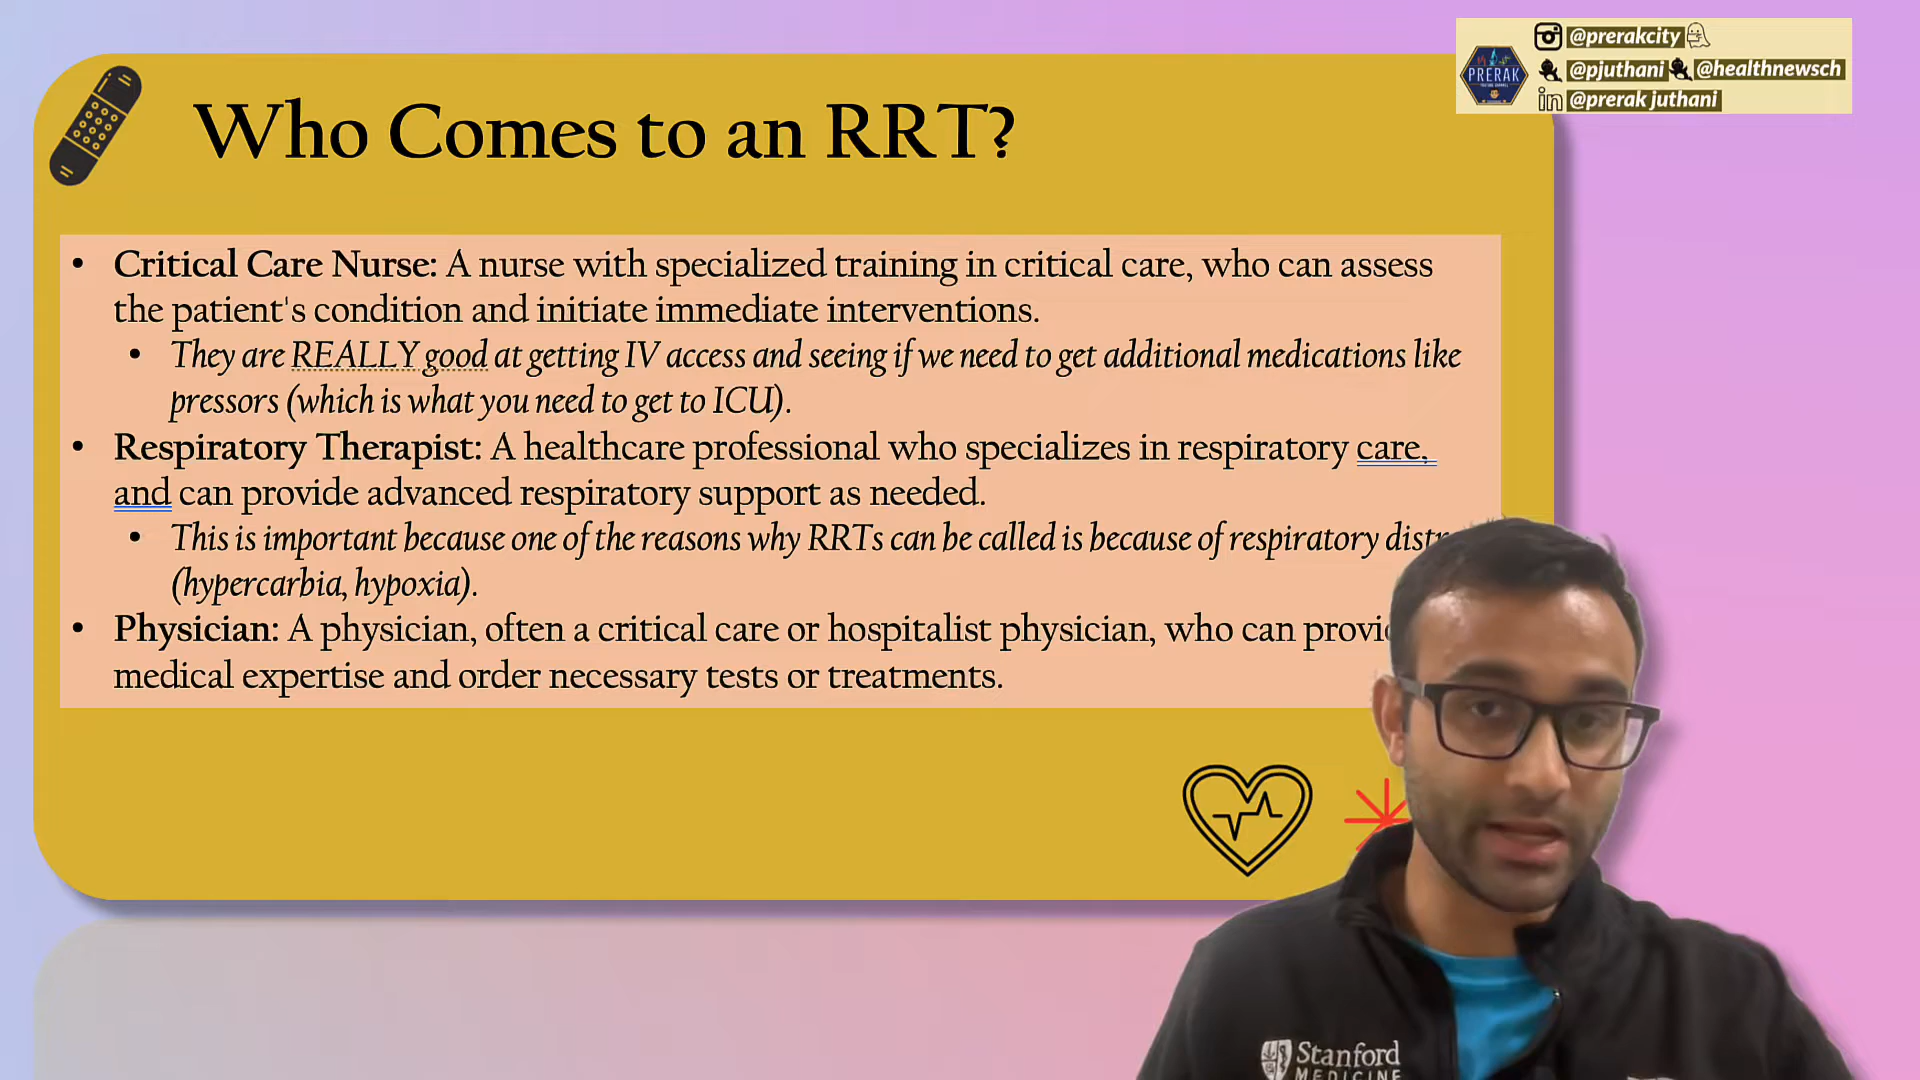 Who Comes to an RRT?
@prerakcity
@pjuthani @healthnewsch
in @prerak juthani
PRERAK
• Critical Care Nurse: A nurse with specialized training in critical care, who can assess
the patient's condition and initiate immediate interventions.
• They are REALLY good at getting IV access and seeing if we need to get additional medications like
pressors (which is what you need to get to ICU).
• Respiratory Therapist: A healthcare professional who specializes in respiratory care,
and can provide advanced respiratory support as needed.
• This is important because one of the reasons why RRTs can be called is because of respiratory
(hypercarbia, hypoxia).
• Physician: A physician, often a critical care or hospitalist physician, who can
medical expertise and order necessary tests or treatments.
Stanford
MEDICINE